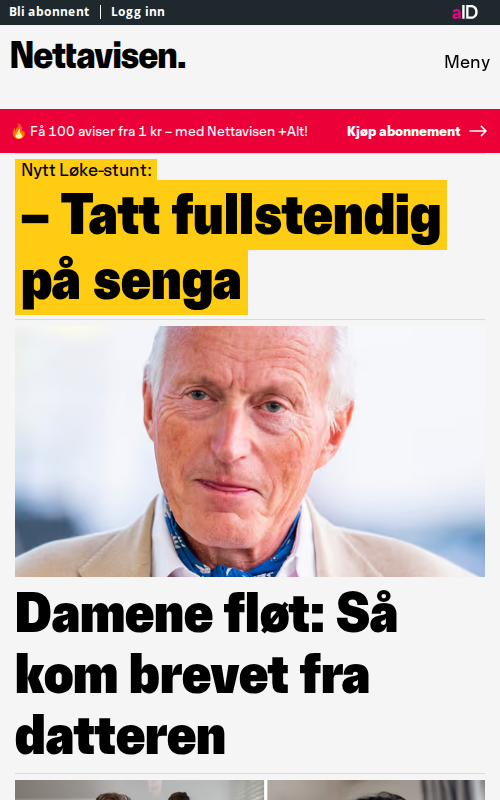 Bli abonnent | Logg inn
aID
Nettavisen.
Meny
🔥 Få 100 aviser fra 1 kr – med Nettavisen +Alt!
Kjøp abonnement →
Nytt Løke-stunt:
– Tatt fullstendig
på senga
Damene fløt: Så
kom brevet fra
datteren